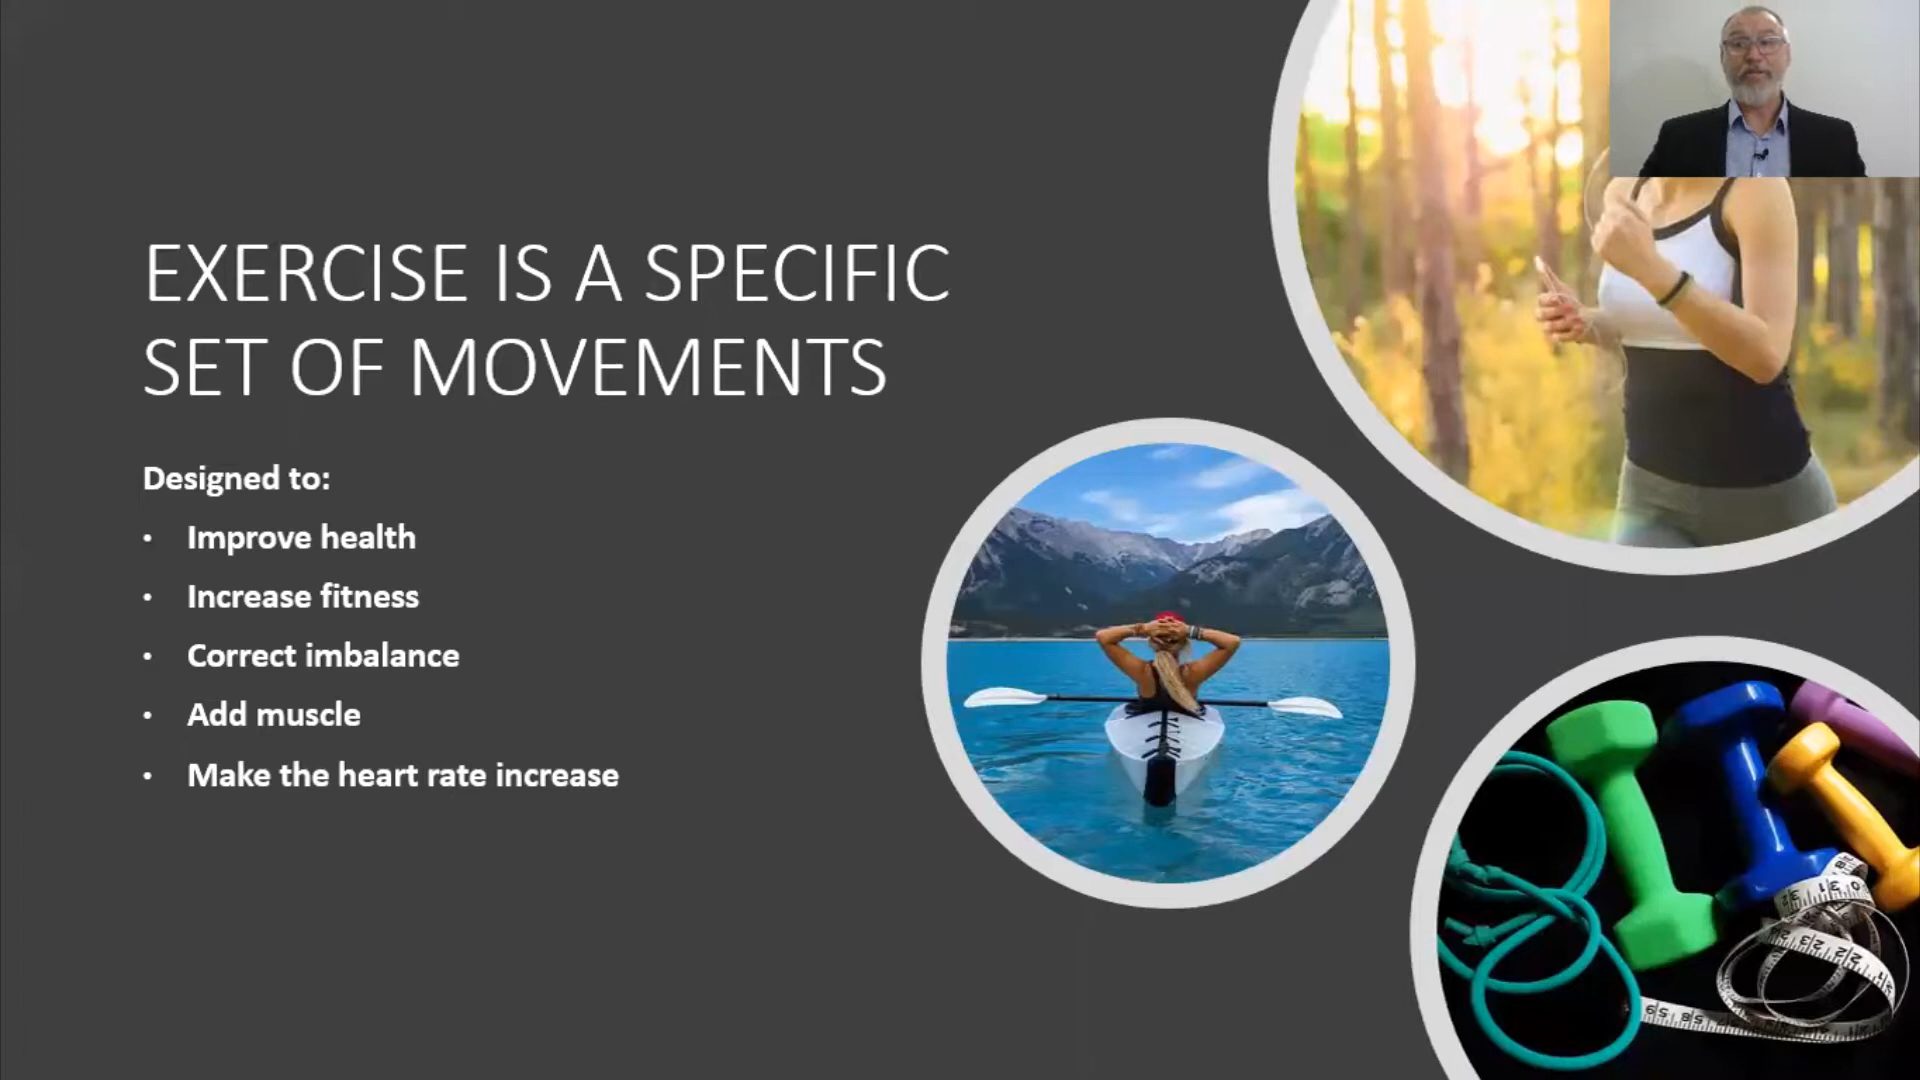 EXERCISE IS A SPECIFIC
SET OF MOVEMENTS
Designed to:
• Improve health
• Increase fitness
• Correct imbalance
• Add muscle
• Make the heart rate increase